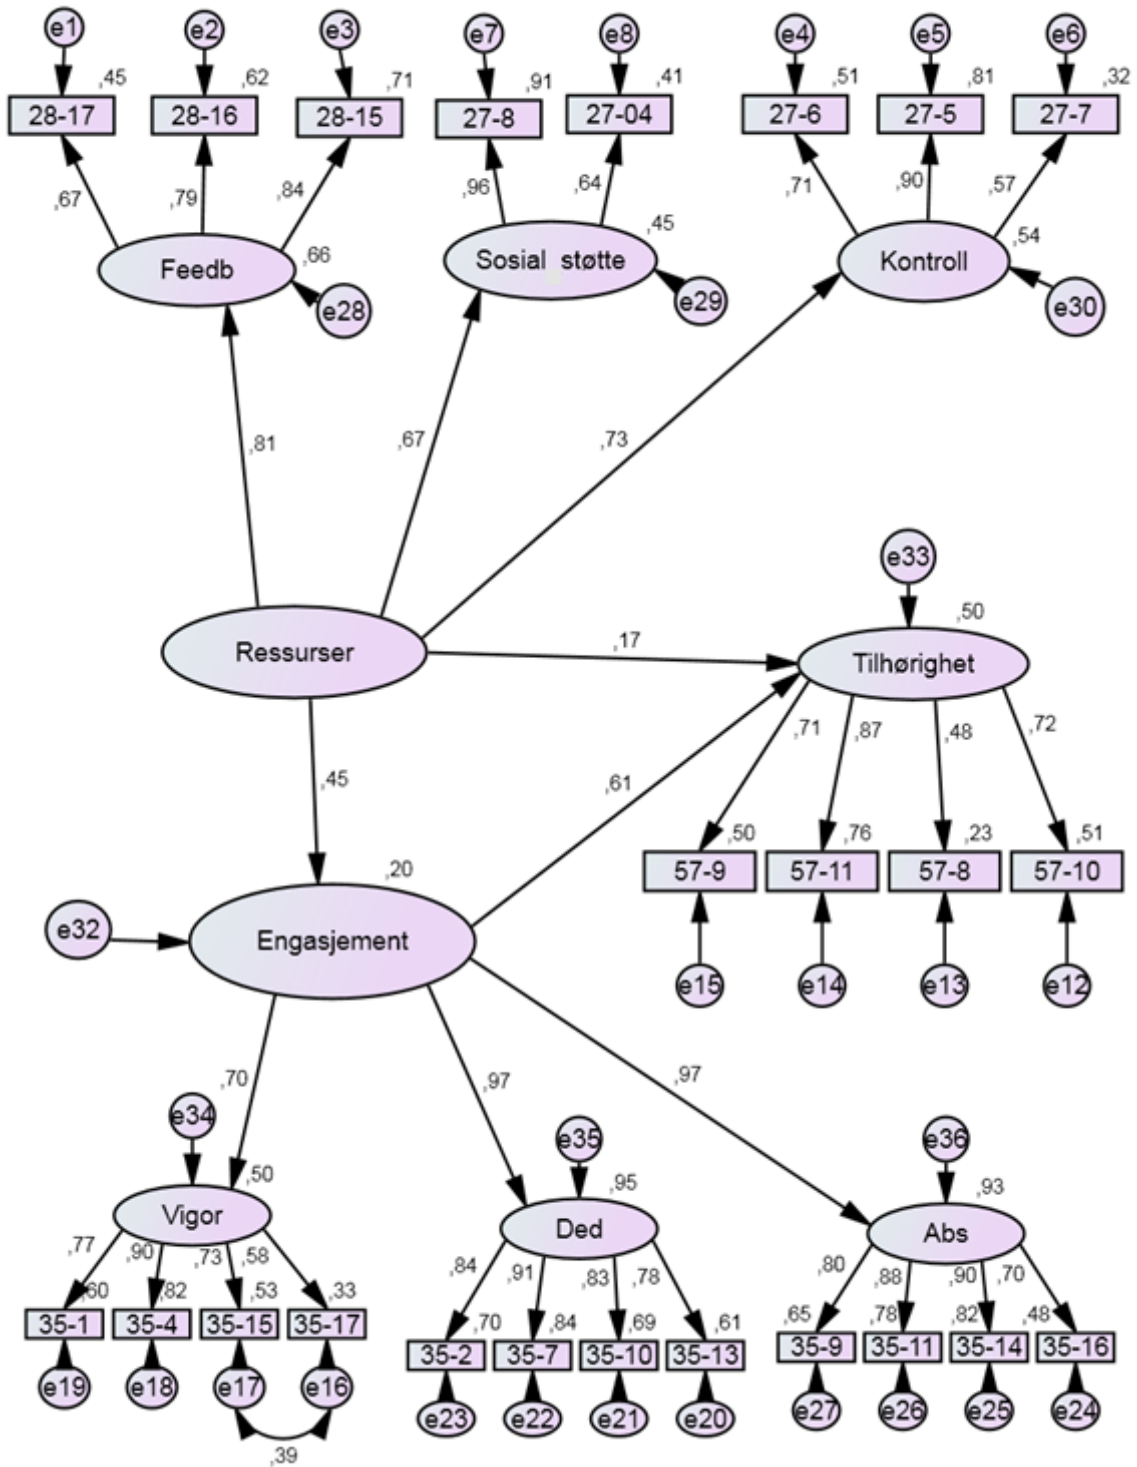 e1 e2 e3 e7 e8 e4 e5 e6
,45 ,62 ,71 ,91 ,41 ,51 ,81 ,32
28-17 28-16 28-15 27-8 27-04 27-6 27-5 27-7
,67 ,79 ,84 ,96 ,64 ,71 ,90 ,57
,66 ,45 ,54
Feedb Sosial støtte Kontroll
e28 e29 e30
,81 ,67 ,73
e33
,50
Ressurser ,17 Tilhørighet
,71 ,87 ,48 ,72
,45 ,61
,50 ,76 ,23 ,51
57-9 57-11 57-8 57-10
,20
e32 Engasjement
e15 e14 e13 e12
,70 ,97 ,97
e34 e35 e36
,50 ,95 ,93
Vigor Ded Abs
,77 ,90 ,73 ,58 ,84 ,91 ,83 ,78 ,80 ,88 ,90 ,70
,60 ,82 ,53 ,33 ,70 ,84 ,69 ,61 ,65 ,78 ,82 ,48
35-1 35-4 35-15 35-17 35-2 35-7 35-10 35-13 35-9 35-11 35-14 35-16
e19 e18 e17 e16 e23 e22 e21 e20 e27 e26 e25 e24
,39